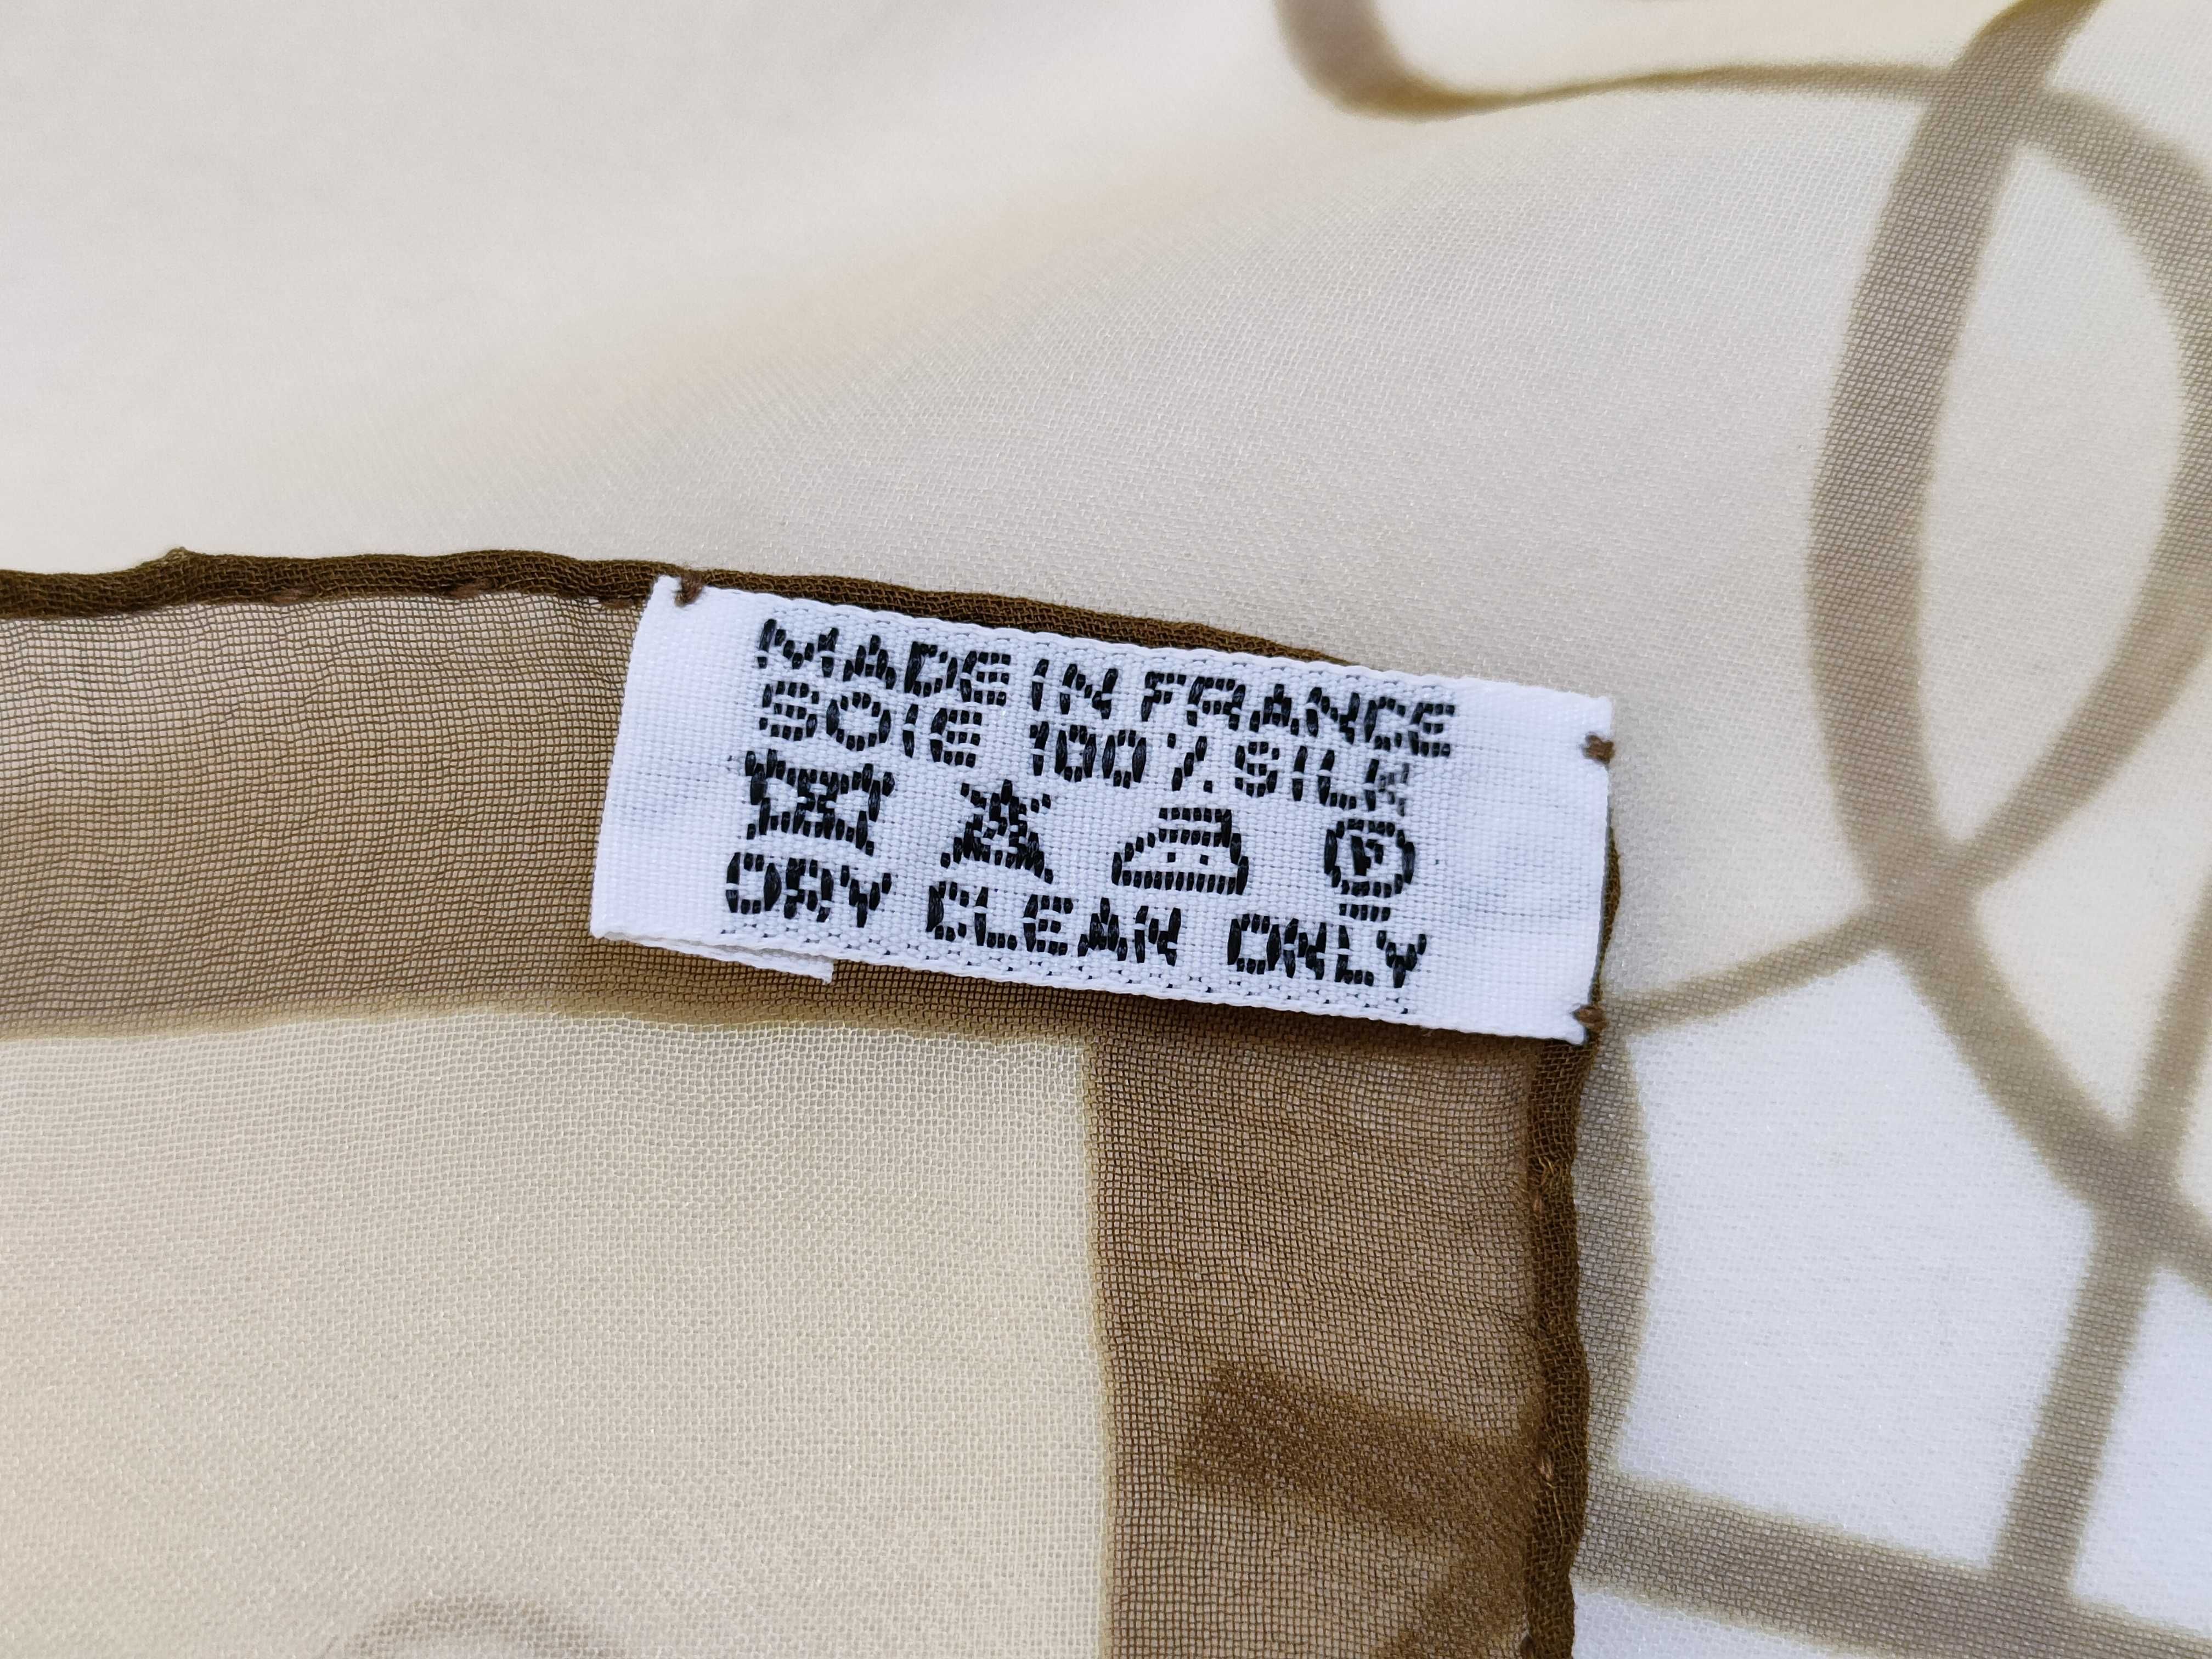 MADE IN FRANCE
SOIE 100% SILK
P
DRY CLEAN ONLY